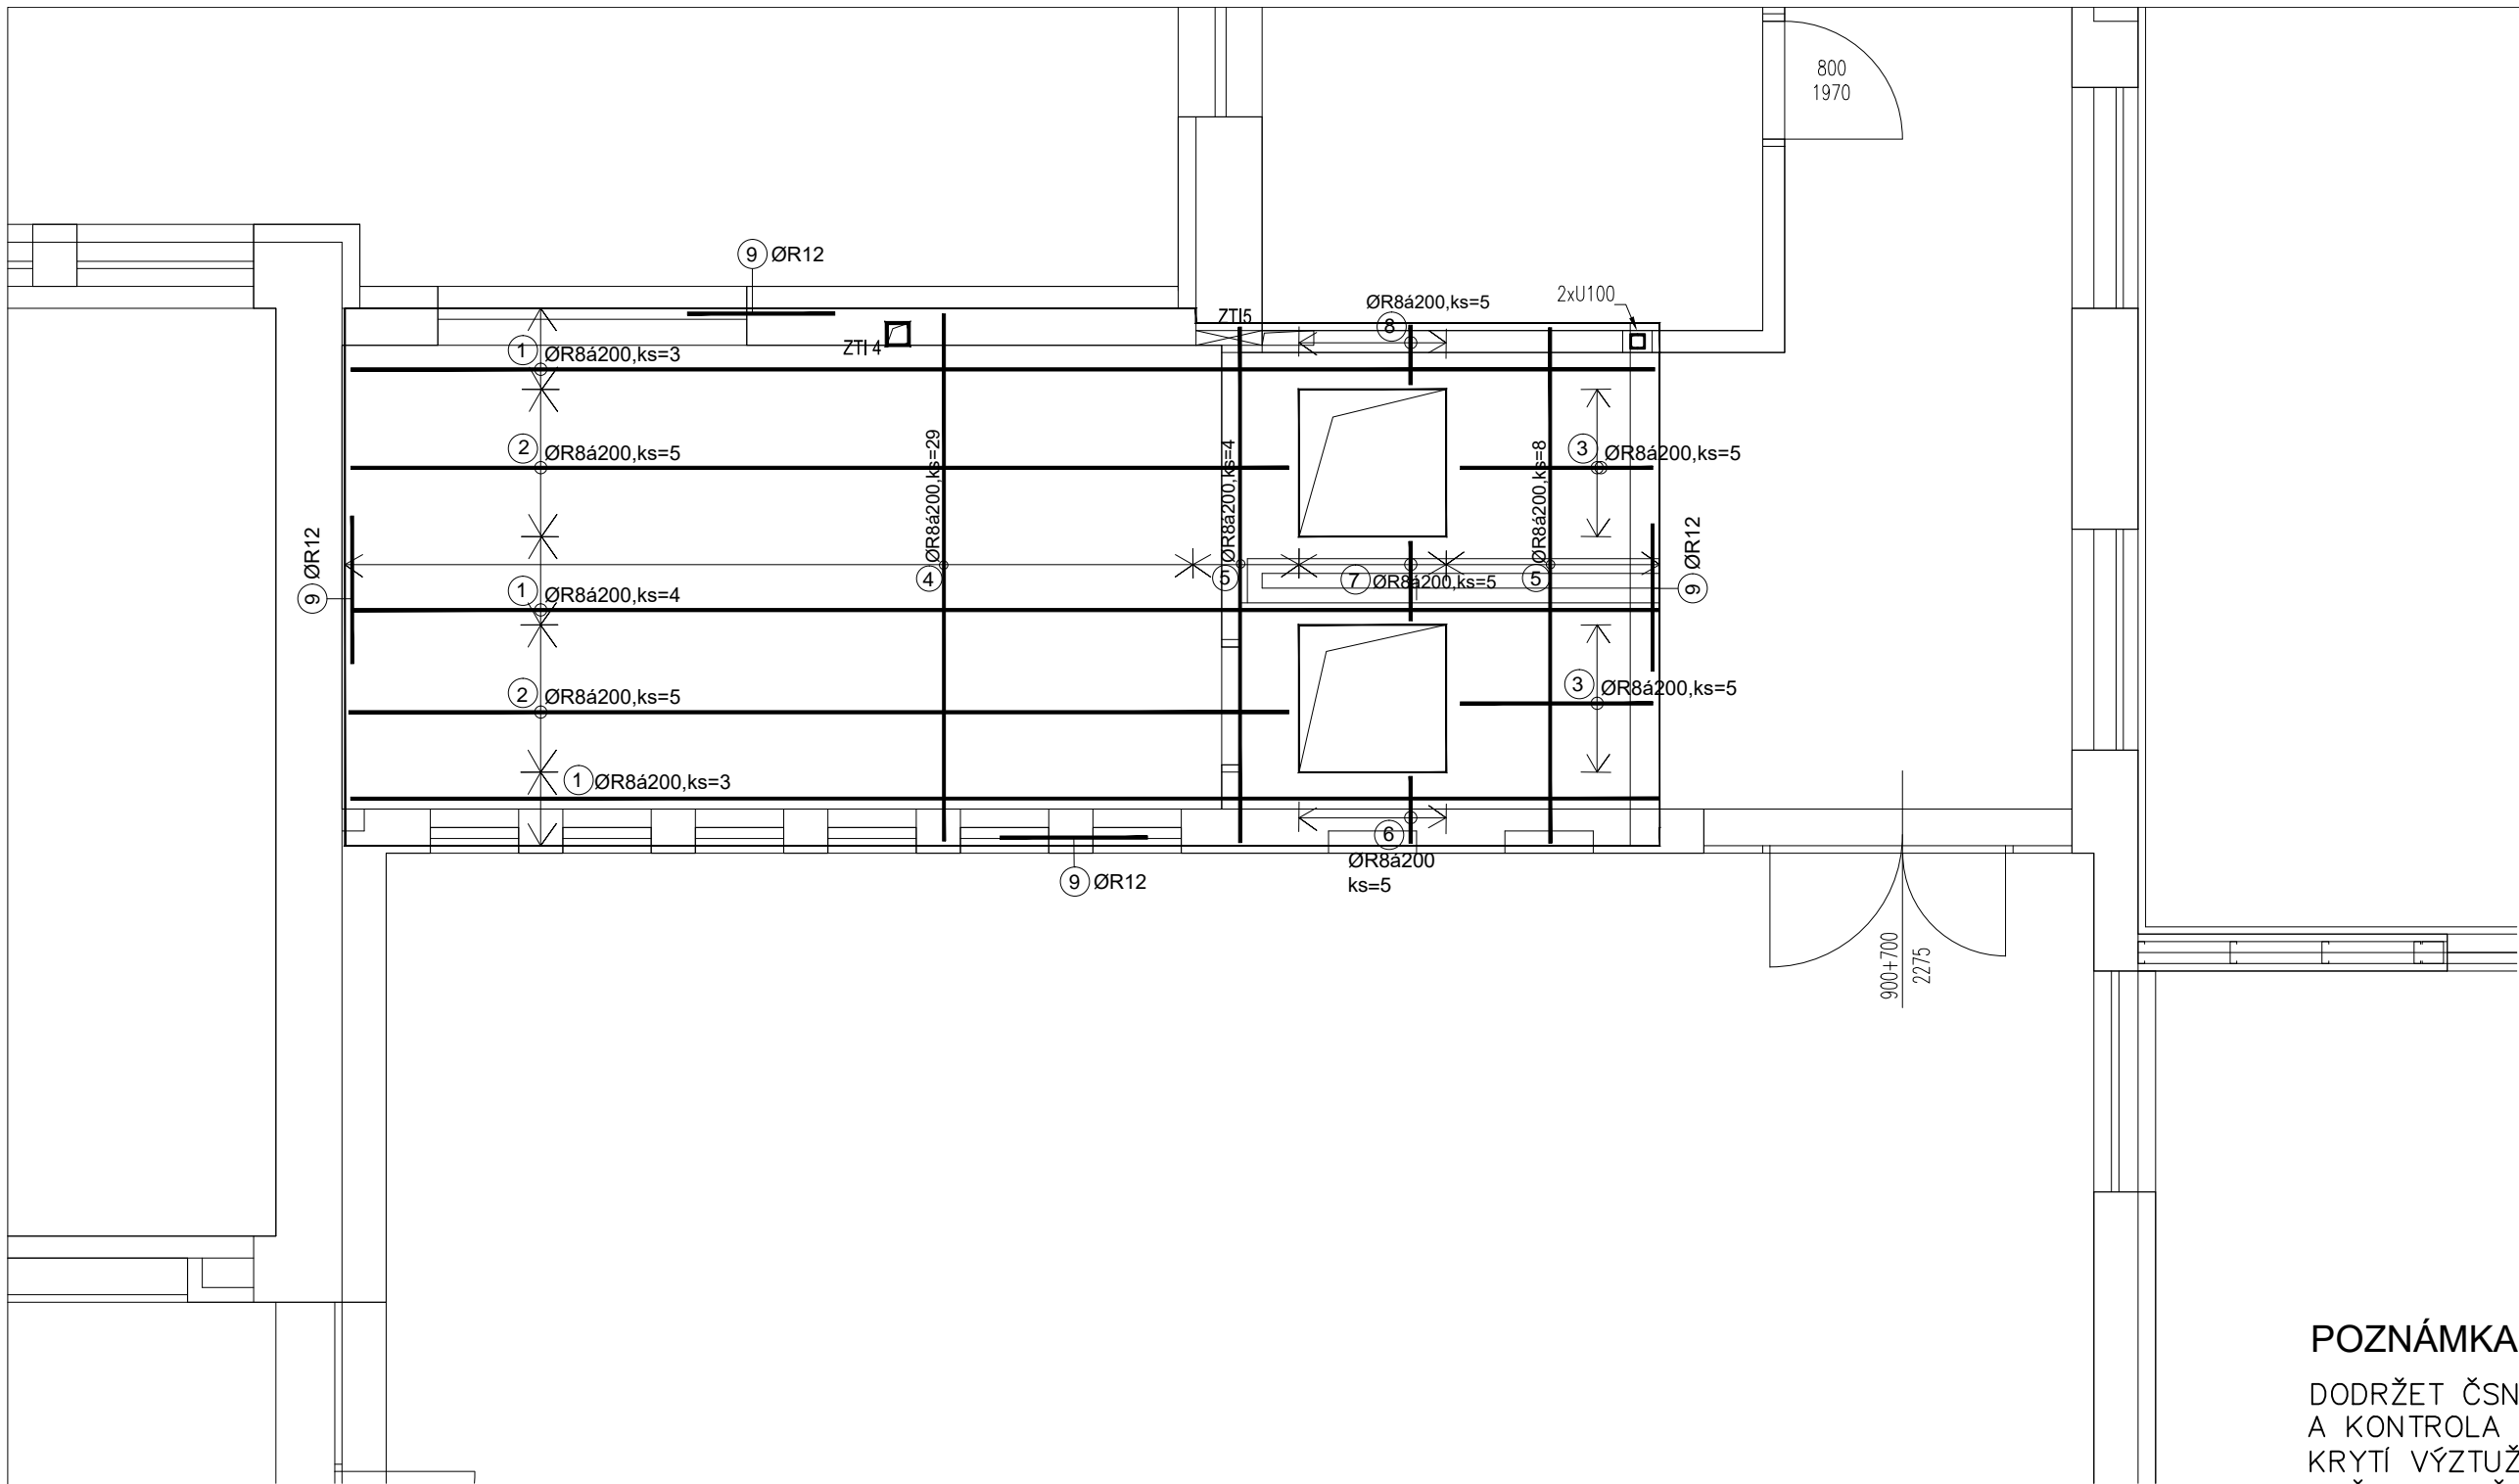 800
1970
9 ØR12
ØR8á200,ks=5
8
2xU100
ZTI5
ZTI 4
1 ØR8á200,ks=3
2 ØR8á200,ks=5
ØR8á200,ks=29
4
ØR8á200,ks=4
5
ØR8á200,ks=8
5
3 ØR8á200,ks=5
9 ØR12
9 ØR12
7 ØR8á200,ks=5
1 ØR8á200,ks=4
2 ØR8á200,ks=5
3 ØR8á200,ks=5
1 ØR8á200,ks=3
6
ØR8á200
ks=5
9 ØR12
900+700
2275
POZNÁMKA
DODRŽET ČSN
A KONTROLA
KRYTÍ VÝZTUŽ